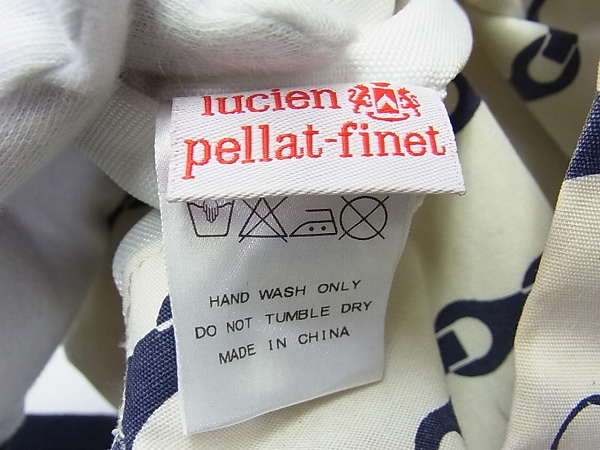 lucien
pellat-finet
HAND WASH ONLY
DO NOT TUMBLE DRY
MADE IN CHINA